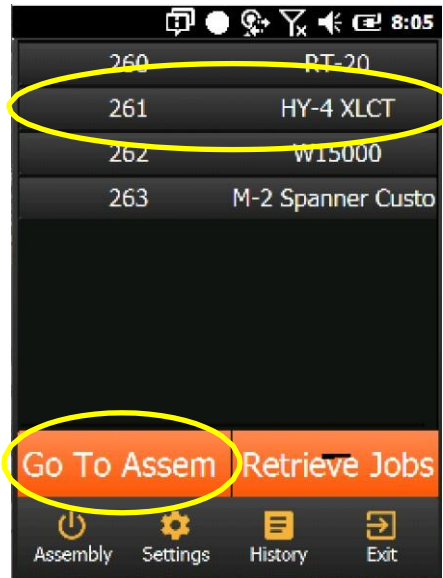 8:05
260 RT-20
261 HY-4 XLCT
262 W15000
263 M-2 Spanner Custo
Go To Assem Retrieve Jobs
Assembly Settings History Exit